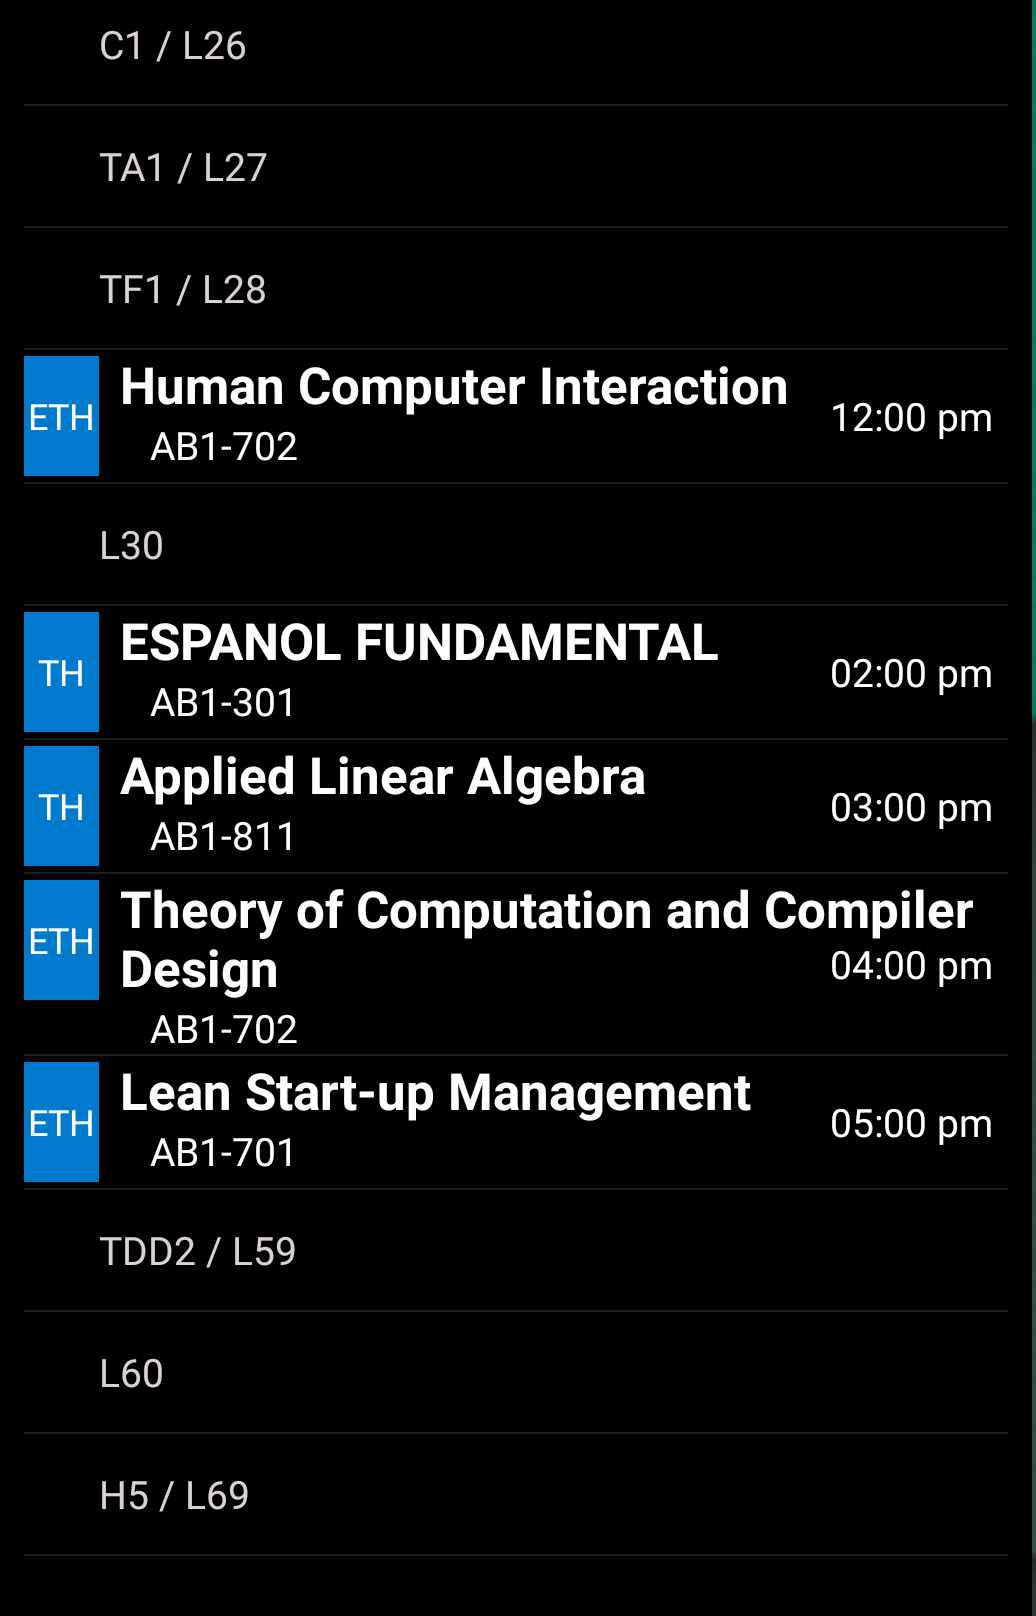 C1 / L26
TA1 / L27
TF1 / L28
ETH
Human Computer Interaction
AB1-702
12:00 pm
L30
TH
ESPANOL FUNDAMENTAL
AB1-301
02:00 pm
TH
Applied Linear Algebra
AB1-811
03:00 pm
ETH
Theory of Computation and Compiler
Design
AB1-702
04:00 pm
ETH
Lean Start-up Management
AB1-701
05:00 pm
TDD2 / L59
L60
H5 / L69